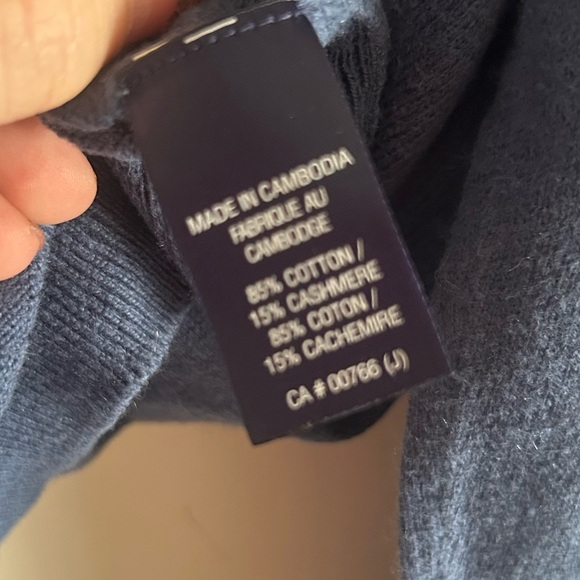 MADE IN CAMBODIA
FABRIQUE AU
CAMBODGE
85% COTTON /
15% CASHMERE
85% COTON /
15% CACHEMIRE
CA # 00766 (J)